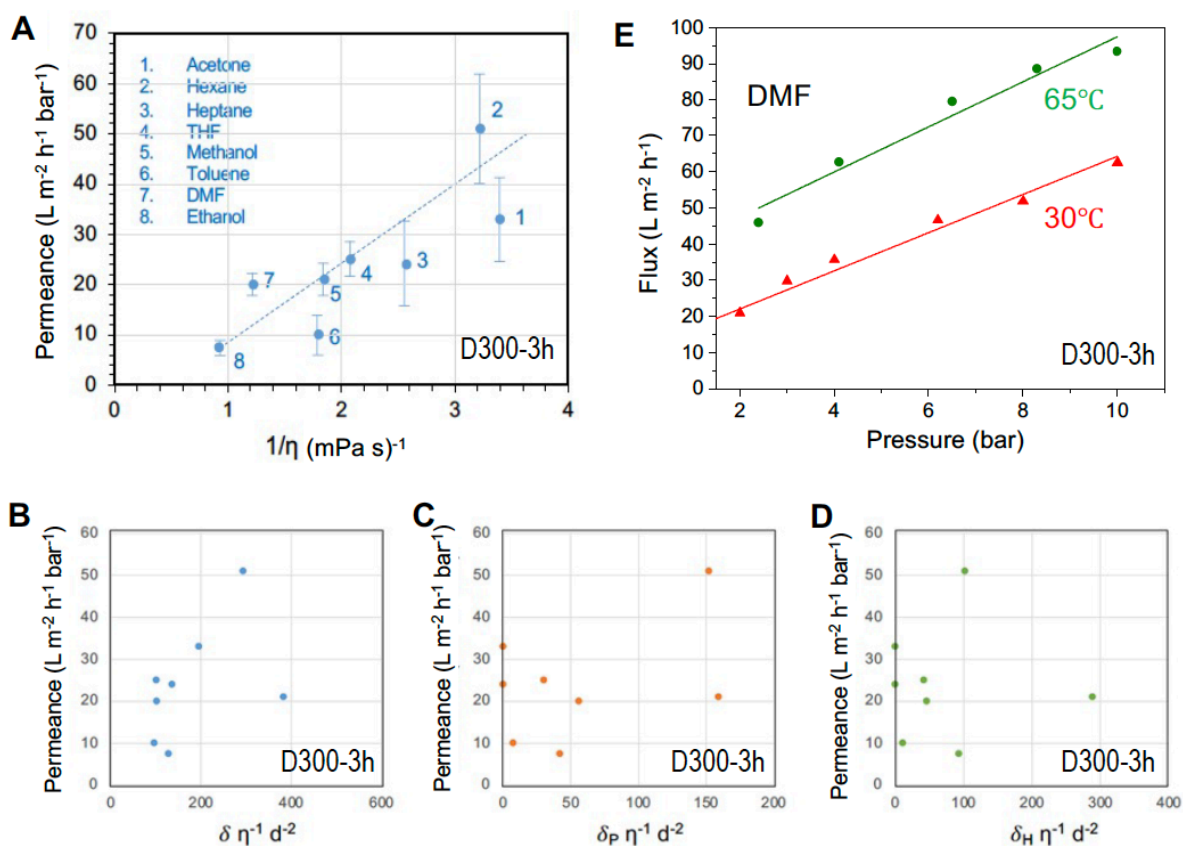 A
Permeance (L m⁻² h⁻¹ bar⁻¹)
70
60
50
40
30
20
10
0
1. Acetone
2. Hexane
3. Heptane
4. THF
5. Methanol
6. Toluene
7. DMF
8. Ethanol
2
1
3
4
5
7
6
8
D300-3h
0 1 2 3 4
1/η (mPa s)⁻¹
E
Flux (L m⁻² h⁻¹)
100
90
80
70
60
50
40
30
20
10
0
DMF
65°C
30°C
D300-3h
2 4 6 8 10
Pressure (bar)
B
Permeance (L m⁻² h⁻¹ bar⁻¹)
60
50
40
30
20
10
0
D300-3h
0 200 400 600
δ η⁻¹ d⁻²
C
Permeance (L m⁻² h⁻¹ bar⁻¹)
60
50
40
30
20
10
0
D300-3h
0 50 100 150 200
δ_P η⁻¹ d⁻²
D
Permeance (L m⁻² h⁻¹ bar⁻¹)
60
50
40
30
20
10
0
D300-3h
0 100 200 300 400
δ_H η⁻¹ d⁻²